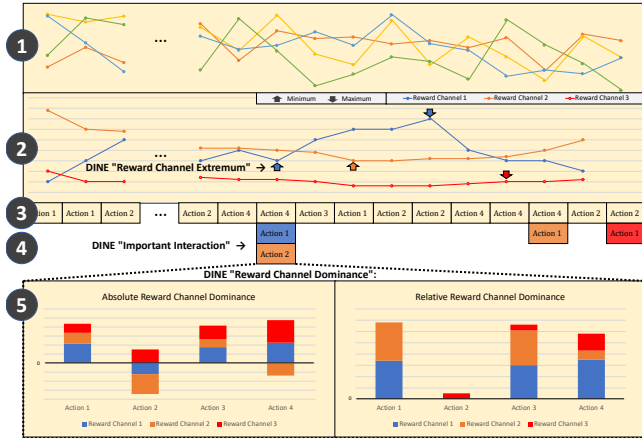 1
...
Minimum Maximum Reward Channel 1 Reward Channel 2 Reward Channel 3
2
...
DINE "Reward Channel Extremum" →
3
Action 1 Action 1 Action 2 ... Action 2 Action 4 Action 4 Action 3 Action 1 Action 2 Action 2 Action 4 Action 4 Action 4 Action 2 Action 2
4
Action 1 Action 1 Action 1
DINE "Important Interaction" →
Action 2
DINE "Reward Channel Dominance":
5
Absolute Reward Channel Dominance Relative Reward Channel Dominance
0 0
Action 1 Action 2 Action 3 Action 4 Action 1 Action 2 Action 3 Action 4
Reward Channel 1 Reward Channel 2 Reward Channel 3 Reward Channel 1 Reward Channel 2 Reward Channel 3